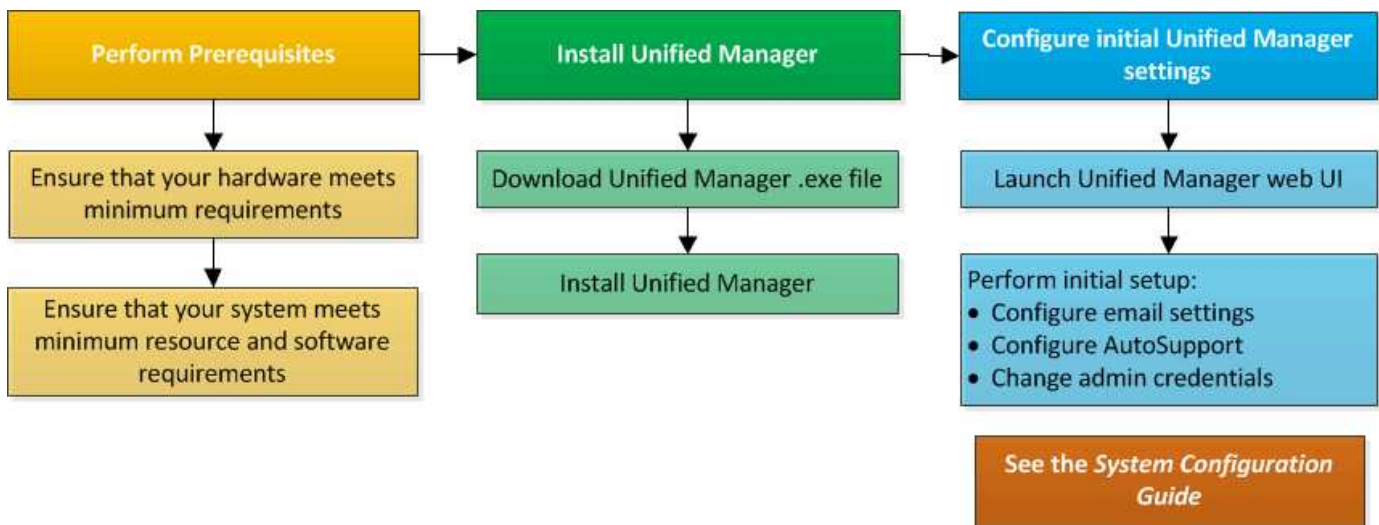 Perform Prerequisites
Ensure that your hardware meets
minimum requirements
Ensure that your system meets
minimum resource and software
requirements
Install Unified Manager
Download Unified Manager .exe file
Install Unified Manager
Configure initial Unified Manager
settings
Launch Unified Manager web UI
Perform initial setup:
• Configure email settings
• Configure AutoSupport
• Change admin credentials
See the System Configuration
Guide